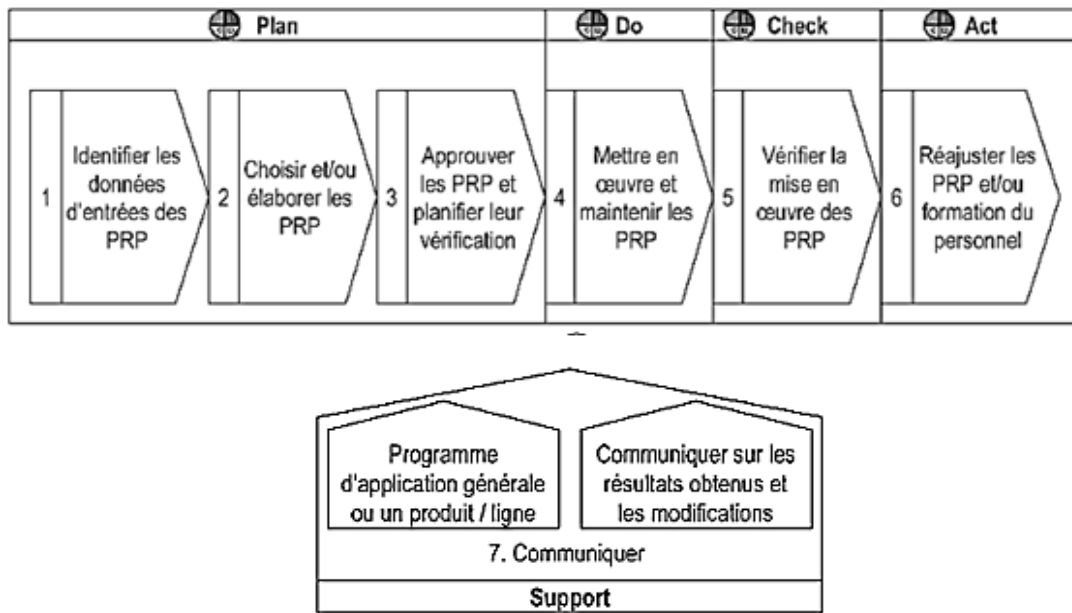 Plan
Do
Check
Act
1
Identifier les
données
d'entrées des
PRP
2
Choisir et/ou
élaborer les
PRP
3
Approuver
les PRP et
planifier leur
vérification
4
Mettre en
œuvre et
maintenir les
PRP
5
Vérifier la
mise en
œuvre des
PRP
6
Réajuster les
PRP et/ou
formation du
personnel
Programme
d'application générale
ou un produit / ligne
Communiquer sur les
résultats obtenus et
les modifications
7. Communiquer
Support